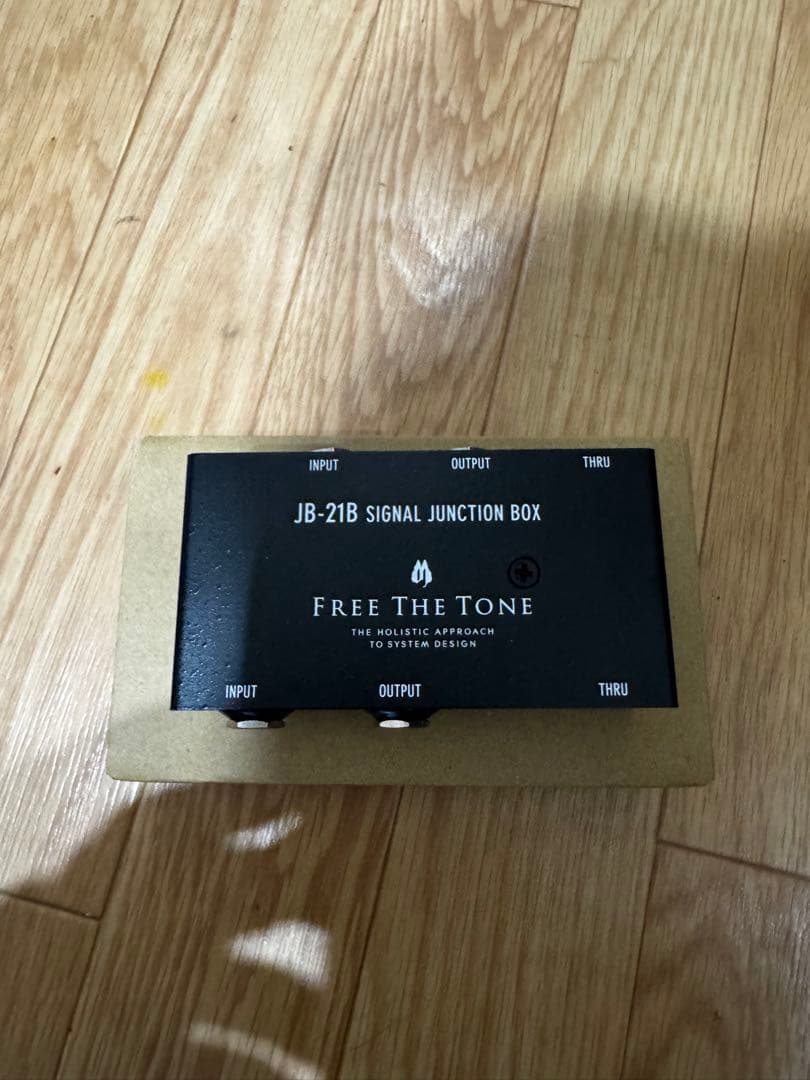 INPUT OUTPUT THRU
JB-21B SIGNAL JUNCTION BOX
FREE THE TONE
THE HOLISTIC APPROACH
TO SYSTEM DESIGN
INPUT OUTPUT THRU